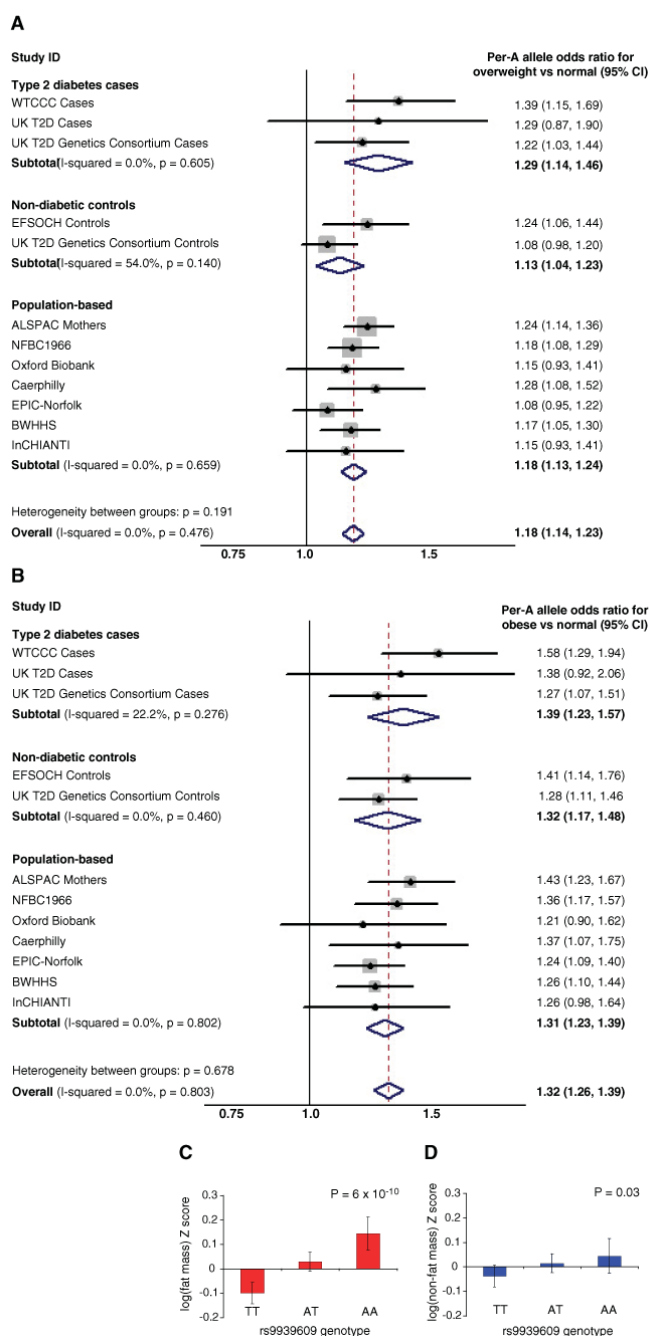 A
Study ID
Per-A allele odds ratio for
overweight vs normal (95% CI)
Type 2 diabetes cases
WTCCC Cases 1.39 (1.15, 1.69)
UK T2D Cases 1.29 (0.87, 1.90)
UK T2D Genetics Consortium Cases 1.22 (1.03, 1.44)
Subtotal(I-squared = 0.0%, p = 0.605) 1.29 (1.14, 1.46)
Non-diabetic controls
EFSOCH Controls 1.24 (1.06, 1.44)
UK T2D Genetics Consortium Controls 1.08 (0.98, 1.20)
Subtotal(I-squared = 54.0%, p = 0.140) 1.13 (1.04, 1.23)
Population-based
ALSPAC Mothers 1.24 (1.14, 1.36)
NFBC1966 1.18 (1.08, 1.29)
Oxford Biobank 1.15 (0.93, 1.41)
Caerphilly 1.28 (1.08, 1.52)
EPIC-Norfolk 1.08 (0.95, 1.22)
BWHHS 1.17 (1.05, 1.30)
InCHIANTI 1.15 (0.93, 1.41)
Subtotal (I-squared = 0.0%, p = 0.659) 1.18 (1.13, 1.24)
Heterogeneity between groups: p = 0.191
Overall (I-squared = 0.0%, p = 0.476) 1.18 (1.14, 1.23)
0.75 1.0 1.5
B
Study ID
Per-A allele odds ratio for
obese vs normal (95% CI)
Type 2 diabetes cases
WTCCC Cases 1.58 (1.29, 1.94)
UK T2D Cases 1.38 (0.92, 2.06)
UK T2D Genetics Consortium Cases 1.27 (1.07, 1.51)
Subtotal (I-squared = 22.2%, p = 0.276) 1.39 (1.23, 1.57)
Non-diabetic controls
EFSOCH Controls 1.41 (1.14, 1.76)
UK T2D Genetics Consortium Controls 1.28 (1.11, 1.46
Subtotal (I-squared = 0.0%, p = 0.460) 1.32 (1.17, 1.48)
Population-based
ALSPAC Mothers 1.43 (1.23, 1.67)
NFBC1966 1.36 (1.17, 1.57)
Oxford Biobank 1.21 (0.90, 1.62)
Caerphilly 1.37 (1.07, 1.75)
EPIC-Norfolk 1.24 (1.09, 1.40)
BWHHS 1.26 (1.10, 1.44)
InCHIANTI 1.26 (0.98, 1.64)
Subtotal (I-squared = 0.0%, p = 0.802) 1.31 (1.23, 1.39)
Heterogeneity between groups: p = 0.678
Overall (I-squared = 0.0%, p = 0.803) 1.32 (1.26, 1.39)
0.75 1.0 1.5
C
P = 6 x 10⁻¹⁰
log(fat mass) Z score
0.3
0.2
0.1
0
-0.1
-0.2
TT AT AA
rs9939609 genotype
D
P = 0.03
log(non-fat mass) Z score
0.3
0.2
0.1
0
-0.1
-0.2
TT AT AA
rs9939609 genotype